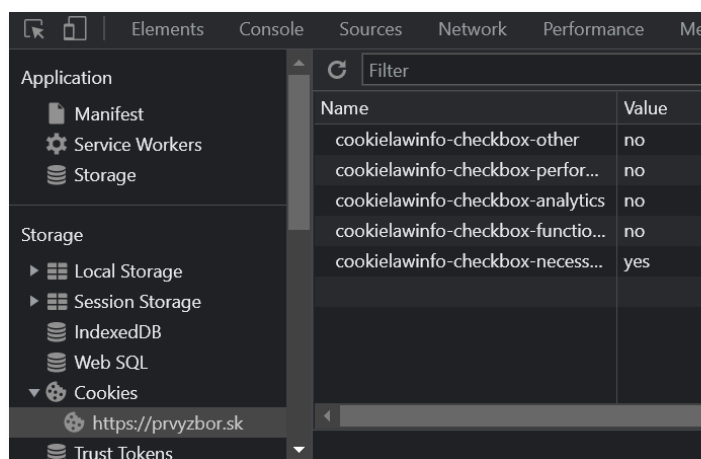 Elements Console Sources Network Performance Me
Application
Manifest
Service Workers
Storage
Storage
Local Storage
Session Storage
IndexedDB
Web SQL
Cookies
https://prvyzbor.sk
Trust Tokens
Filter
Name Value
cookielawinfo-checkbox-other no
cookielawinfo-checkbox-perfor... no
cookielawinfo-checkbox-analytics no
cookielawinfo-checkbox-functio... no
cookielawinfo-checkbox-necess... yes